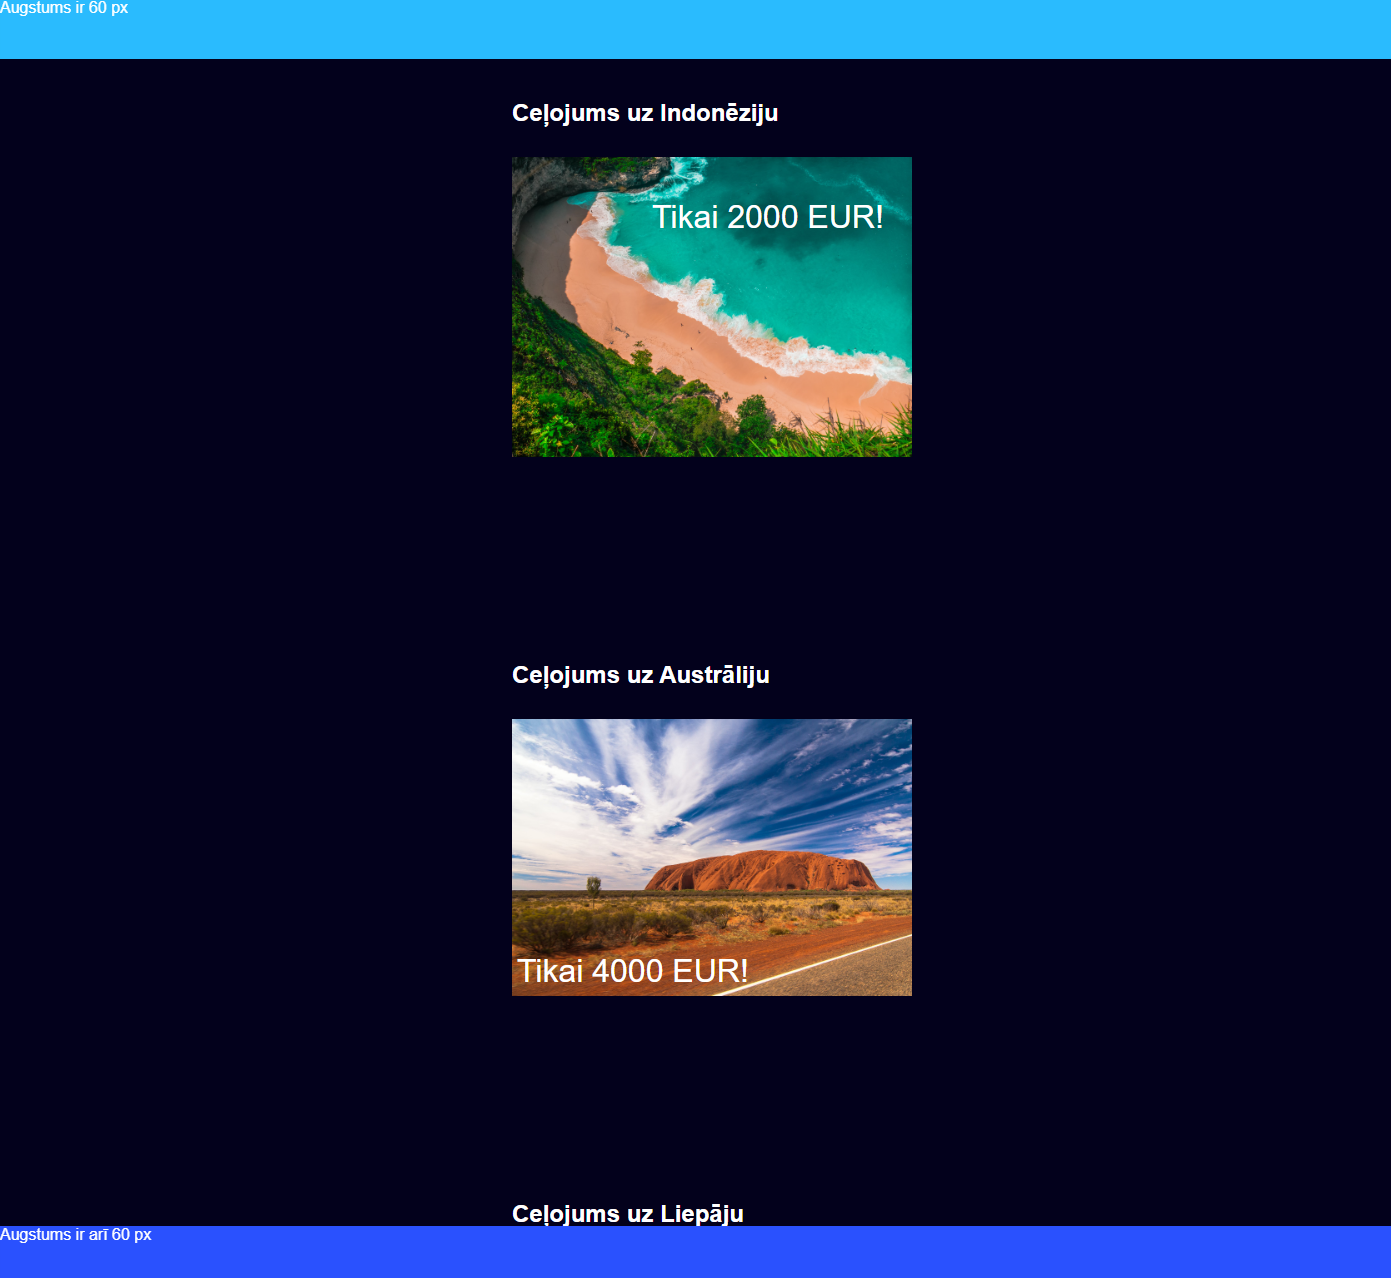 Augstums ir 60 px
Ceļojums uz Indonēziju
Tikai 2000 EUR!
Ceļojums uz Austrāliju
Tikai 4000 EUR!
Ceļojums uz Liepāju
Augstums ir arī 60 px